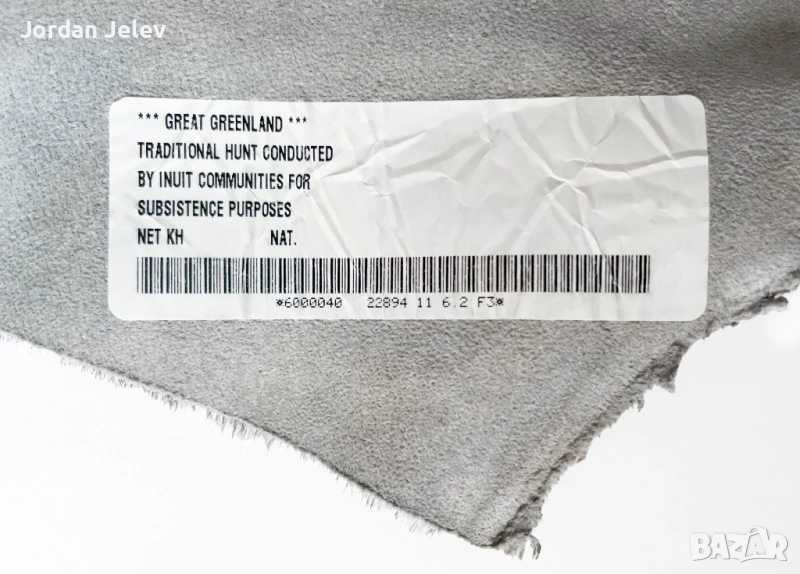 Jordan Jelev
*** GREAT GREENLAND ***
TRADITIONAL HUNT CONDUCTED
BY INUIT COMMUNITIES FOR
SUBSISTENCE PURPOSES
NET KH NAT.
*6000040 22894 11 6.2 F3*
BAZAR